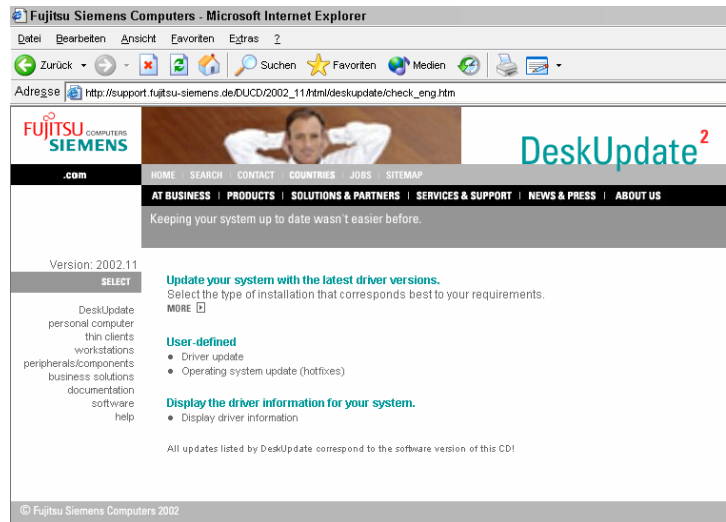 Fujitsu Siemens Computers - Microsoft Internet Explorer
Datei Bearbeiten Ansicht Favoriten Extras ?
Zurück Suchen Favoriten Medien
Adresse http://support.fujitsu-siemens.de/DUCD/2002_11/html/deskupdate/check_eng.htm
FUJITSU COMPUTERS
SIEMENS
DeskUpdate²
.com
HOME | SEARCH | CONTACT | COUNTRIES | JOBS | SITEMAP
AT BUSINESS | PRODUCTS | SOLUTIONS & PARTNERS | SERVICES & SUPPORT | NEWS & PRESS | ABOUT US
Keeping your system up to date wasn't easier before.
Version: 2002.11
SELECT
DeskUpdate
personal computer
thin clients
workstations
peripherals/components
business solutions
documentation
software
help
Update your system with the latest driver versions.
Select the type of installation that corresponds best to your requirements.
MORE
User-defined
● Driver update
● Operating system update (hotfixes)
Display the driver information for your system.
● Display driver information
All updates listed by DeskUpdate correspond to the software version of this CD!
© Fujitsu Siemens Computers 2002